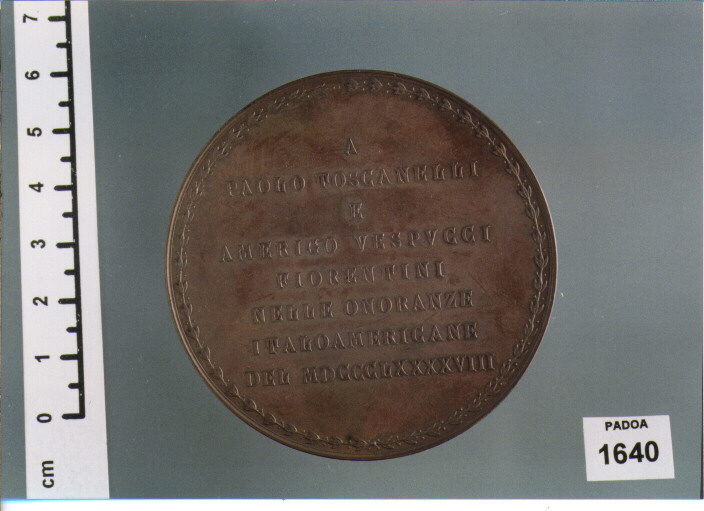 A
PAOLO TOSCANELLI
E
AMERIGO VESPVCCI
FIORENTINI
NELLE ONORANZE
ITALOAMERICANE
DEL MDCCCLXXXXVIII
7
6
5
4
3
2
1
0
cm
PADOA
1640